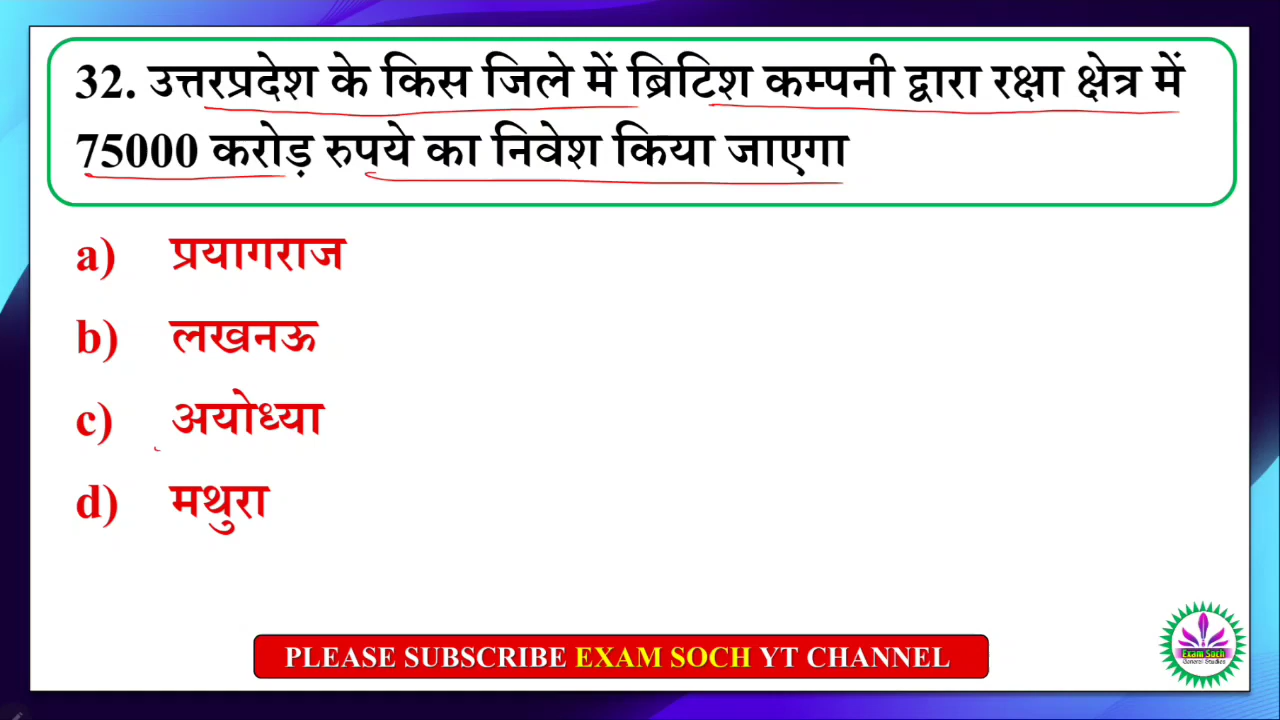 32. उत्तरप्रदेश के किस जिले में ब्रिटिश कम्पनी द्वारा रक्षा क्षेत्र में
75000 करोड़ रुपये का निवेश किया जाएगा
a) प्रयागराज
b) लखनऊ
c) अयोध्या
d) मथुरा
Exam Soch
General Studies
PLEASE SUBSCRIBE EXAM SOCH YT CHANNEL